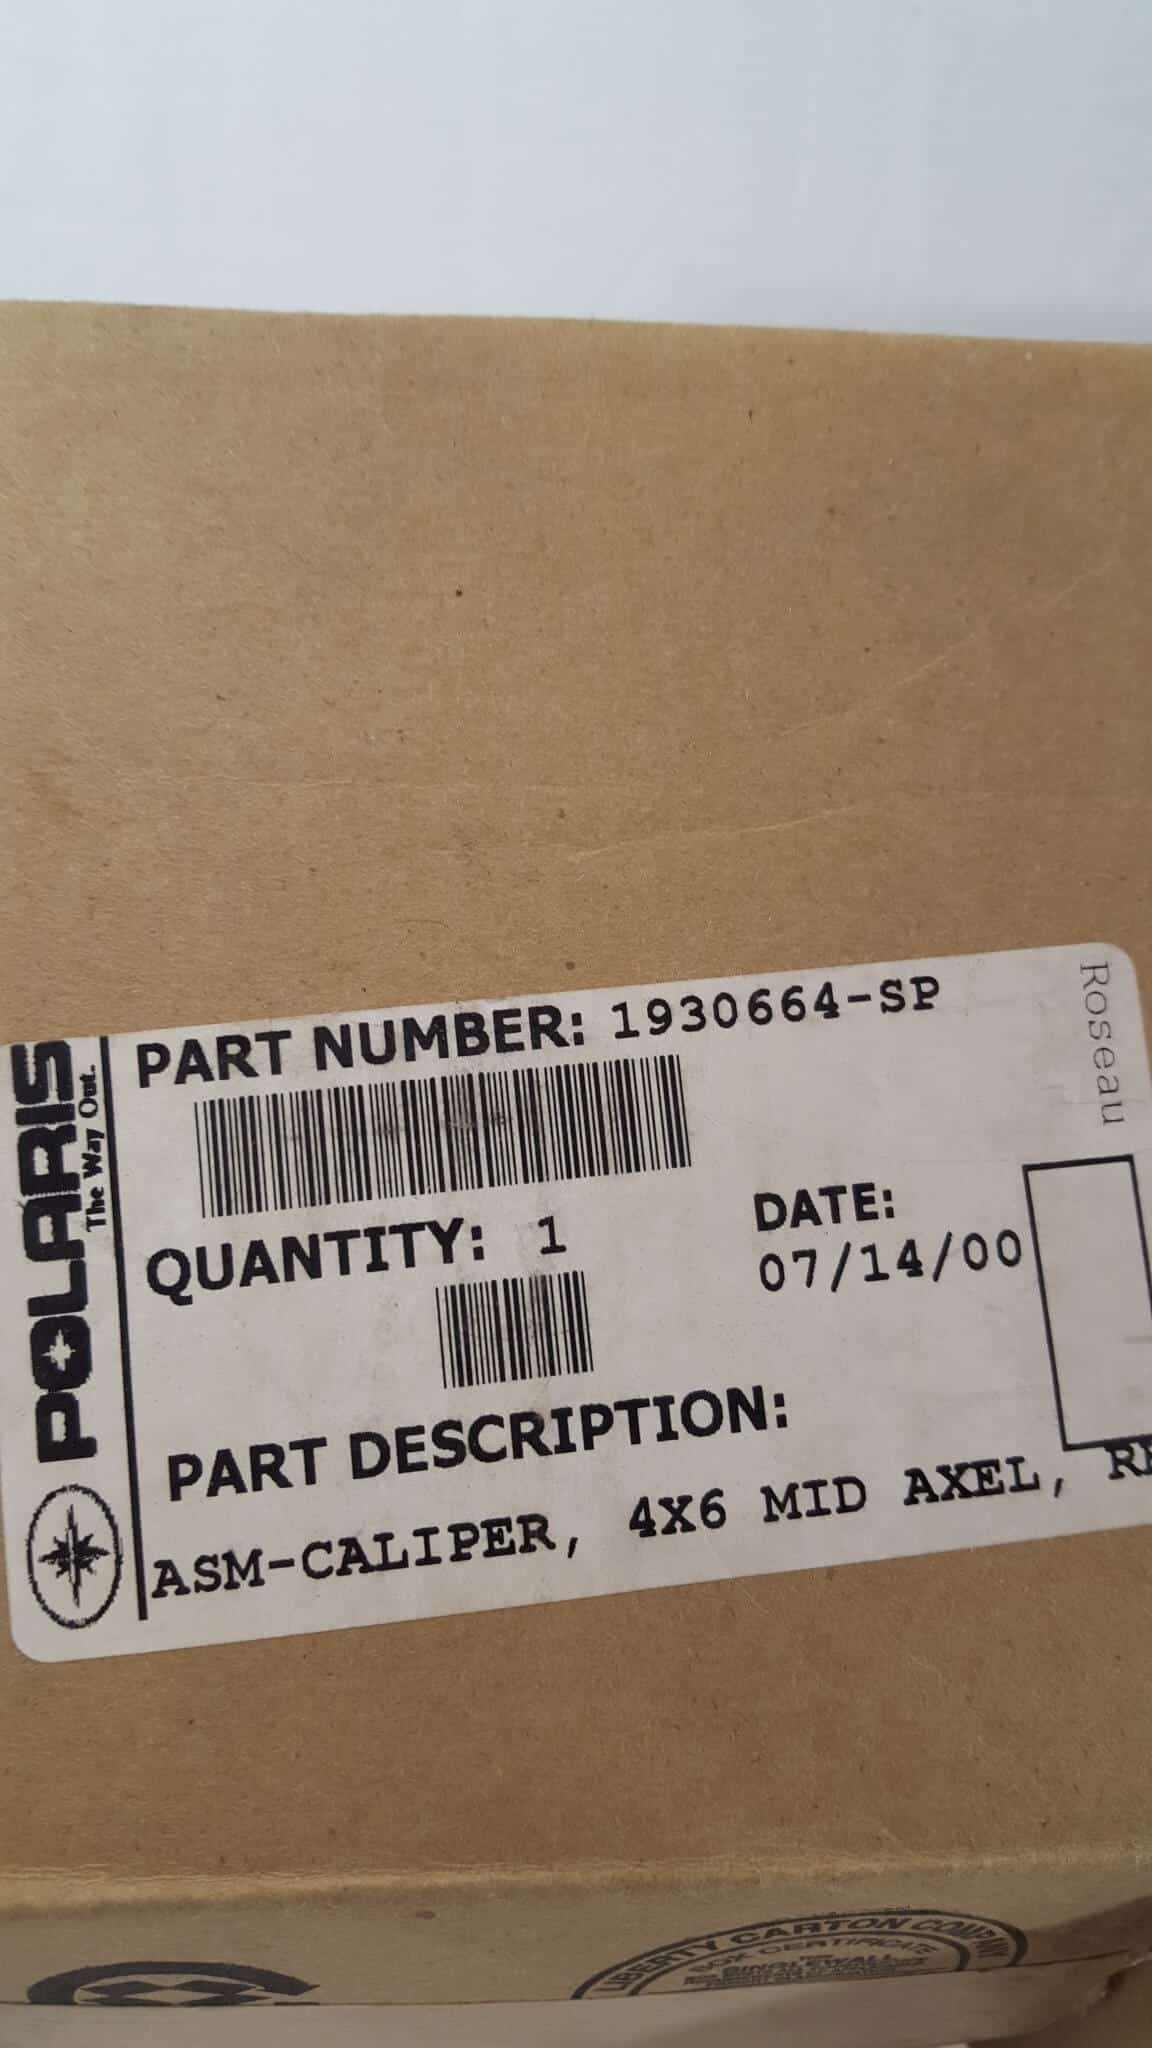 POLARIS
The Way Out.
PART NUMBER: 1930664-SP
Roseau
QUANTITY: 1
DATE:
07/14/00
PART DESCRIPTION:
ASM-CALIPER, 4X6 MID AXEL,
LIBERTY CARTON COMPANY
BOX CERTIFICATE
SINGLEWALL